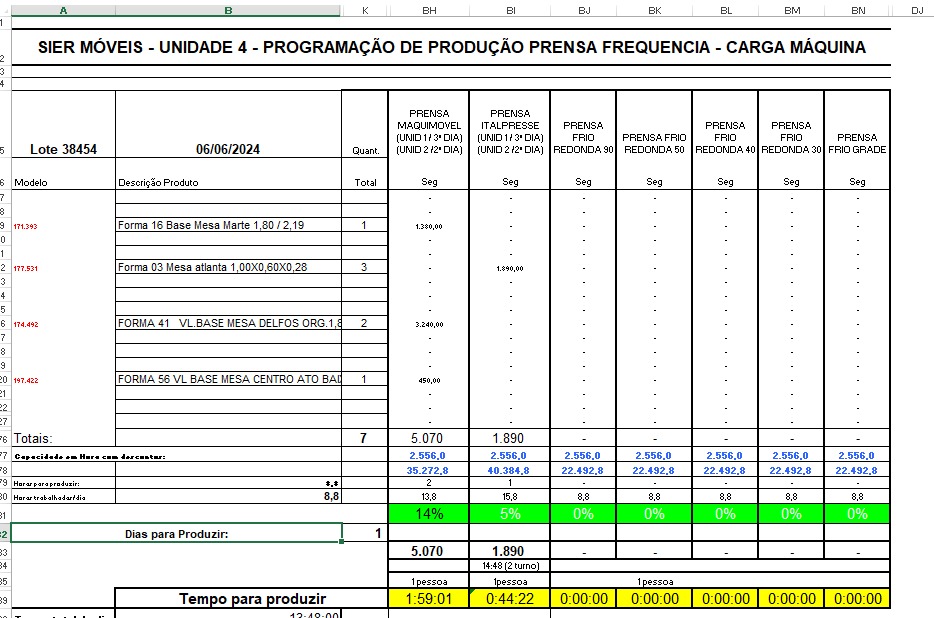 A B K BH BI BJ BK BL BM BN DJ
SIER MÓVEIS - UNIDADE 4 - PROGRAMAÇÃO DE PRODUÇÃO PRENSA FREQUENCIA - CARGA MÁQUINA
Lote 38454 06/06/2024 Quant. PRENSA MAQUIMOVEL (UNID 1 / 3ª DIA) (UNID 2 /2ª DIA) PRENSA ITALPRESSE (UNID 1 / 3ª DIA) (UNID 2 /2ª DIA) PRENSA FRIO REDONDA 90 PRENSA FRIO REDONDA 50 PRENSA FRIO REDONDA 40 PRENSA FRIO REDONDA 30 PRENSA FRIO GRADE
Modelo Descrição Produto Total Seg Seg Seg Seg Seg Seg Seg
- - - - - - -
- - - - - - -
171.393 Forma 16 Base Mesa Marte 1,80 / 2,19 1 1.380,00 - - - - - -
- - - - - - -
- - - - - - -
177.531 Forma 03 Mesa atlanta 1,00X0,60X0,28 3 - 1.890,00 - - - - -
- - - - - - -
- - - - - - -
- - - - - - -
174.492 FORMA 41 VL.BASE MESA DELFOS ORG.1,8 2 3.240,00 - - - - - -
- - - - - - -
- - - - - - -
- - - - - - -
197.422 FORMA 56 VL BASE MESA CENTRO ATO BAD 1 450,00 - - - - - -
- - - - - - -
- - - - - - -
- - - - - - -
Totais: 7 5.070 1.890 - - - - -
Capacidade em Hora com descontos: 2.556,0 2.556,0 2.556,0 2.556,0 2.556,0 2.556,0 2.556,0
35.272,8 40.384,8 22.492,8 22.492,8 22.492,8 22.492,8 22.492,8
Horas para produzir: 2 1 - - - - -
Horas trabalhadas/dia 8,8 13,8 15,8 8,8 8,8 8,8 8,8 8,8
14% 5% 0% 0% 0% 0% 0%
Dias para Produzir: 1
5.070 1.890 - - - - -
14:48 (2 turno)
1pessoa 1pessoa 1pessoa
Tempo para produzir 1:59:01 0:44:22 0:00:00 0:00:00 0:00:00 0:00:00 0:00:00